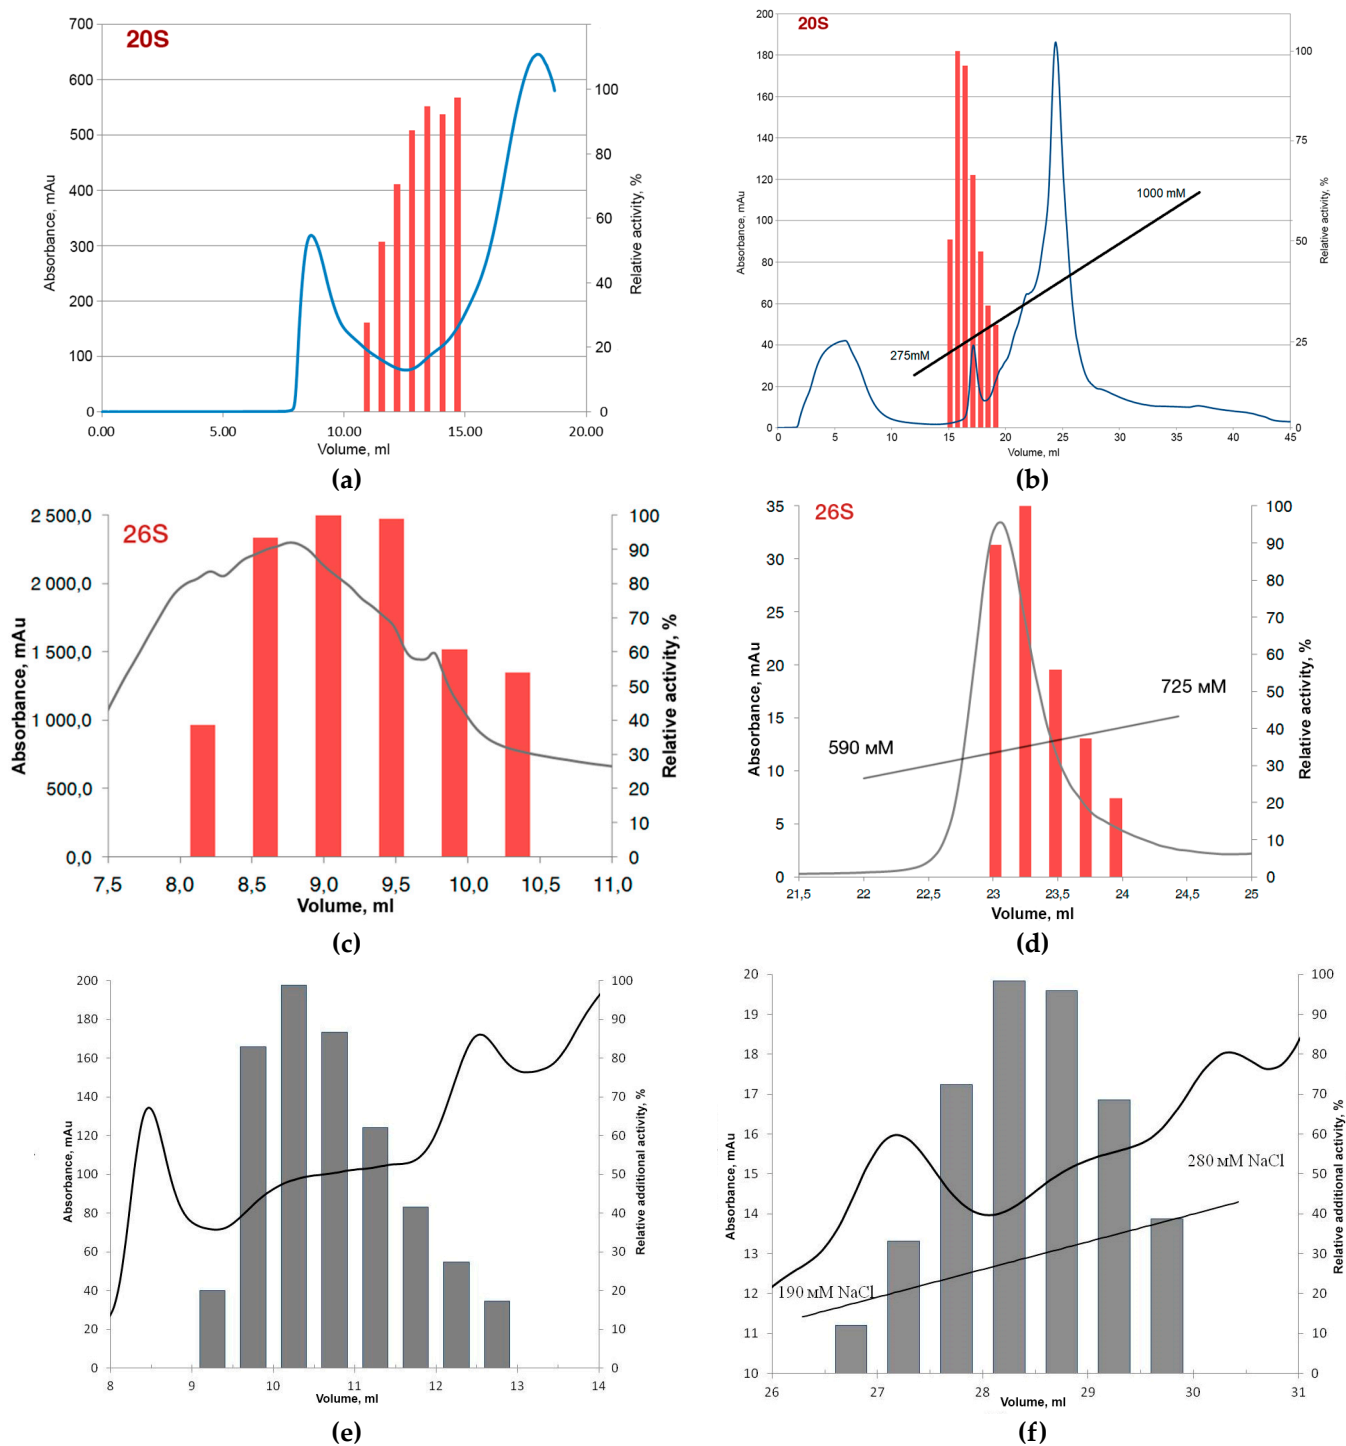 20S
700
600
500
400
300
200
100
0
100
80
60
40
20
0
0.00 5.00 10.00 15.00 20.00
Absorbance, mAu
Relative activity, %
Volume, ml
(a)
20S
200
180
160
140
120
100
80
60
40
20
0
100
75
50
25
0
0 5 10 15 20 25 30 35 40 45
Absorbance, mAu
Relative activity, %
275mM
1000 mM
Volume, ml
(b)
26S
2 500,0
2 000,0
1 500,0
1 000,0
500,0
0,0
100
90
80
70
60
50
40
30
20
10
0
7,5 8,0 8,5 9,0 9,5 10,0 10,5 11,0
Absorbance, mAu
Relative activity, %
Volume, ml
(c)
26S
35
30
25
20
15
10
5
0
100
90
80
70
60
50
40
30
20
10
0
21,5 22 22,5 23 23,5 24 24,5 25
Absorbance, mAu
Relative activity, %
590 мМ
725 мМ
Volume, ml
(d)
200
180
160
140
120
100
80
60
40
20
0
100
90
80
70
60
50
40
30
20
10
0
8 9 10 11 12 13 14
Absorbance, mAu
Relative additional activity, %
Volume, ml
(e)
20
19
18
17
16
15
14
13
12
11
10
100
90
80
70
60
50
40
30
20
10
0
26 27 28 29 30 31
Absorbance, mAu
Relative additional activity, %
190 мМ NaCl
280 мМ NaCl
Volume, ml
(f)